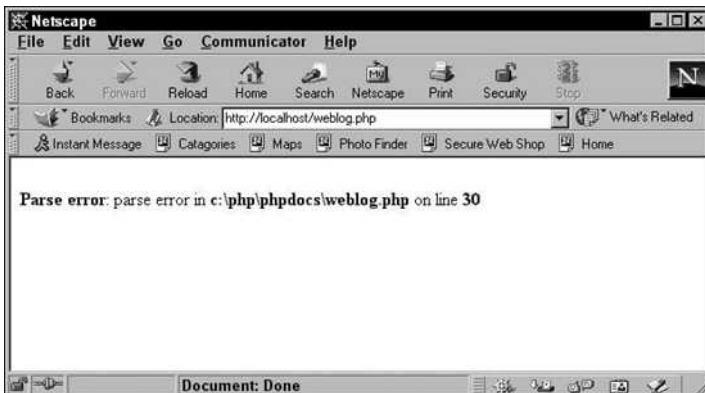 Netscape
File Edit View Go Communicator Help
Back Forward Reload Home Search Netscape Print Security Stop
My
N
Bookmarks Location: http://localhost/weblog.php What's Related
Instant Message Catagories Maps Photo Finder Secure Web Shop Home
Parse error: parse error in c:\php\phpdocs\weblog.php on line 30
Document: Done